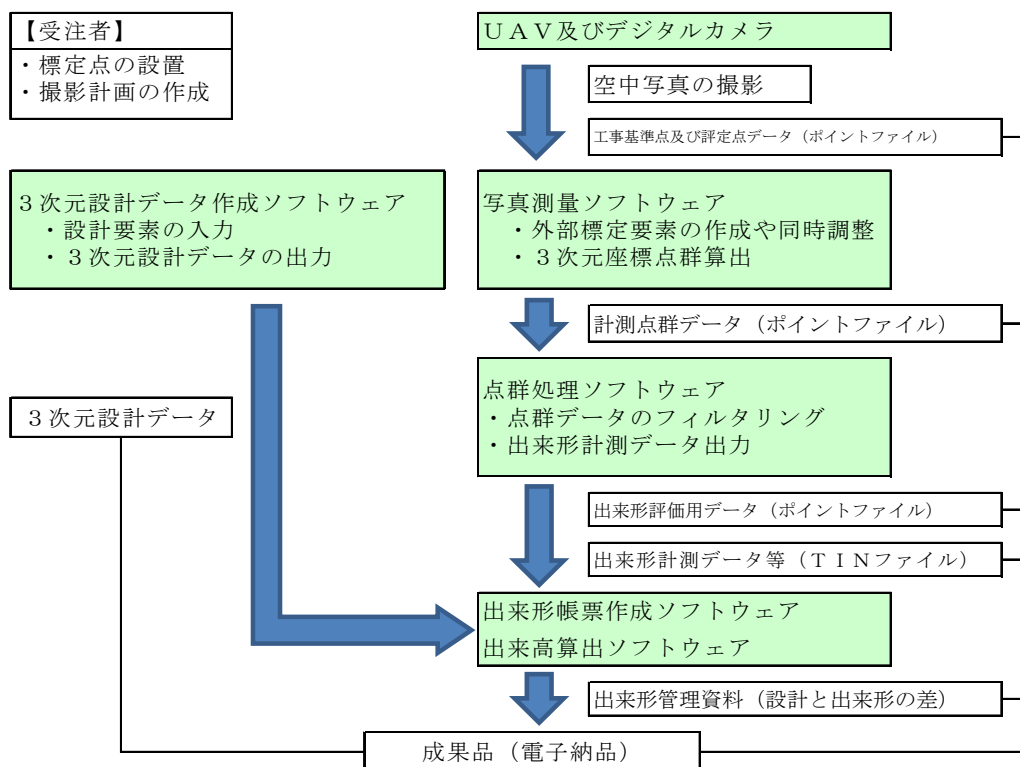 【受注者】
・標定点の設置
・撮影計画の作成
ＵＡＶ及びデジタルカメラ
空中写真の撮影
工事基準点及び評定点データ（ポイントファイル）
３次元設計データ作成ソフトウェア
・設計要素の入力
・３次元設計データの出力
写真測量ソフトウェア
・外部標定要素の作成や同時調整
・３次元座標点群算出
計測点群データ（ポイントファイル）
点群処理ソフトウェア
・点群データのフィルタリング
・出来形計測データ出力
３次元設計データ
出来形評価用データ（ポイントファイル）
出来形計測データ等（ＴＩＮファイル）
出来形帳票作成ソフトウェア
出来高算出ソフトウェア
出来形管理資料（設計と出来形の差）
成果品（電子納品）